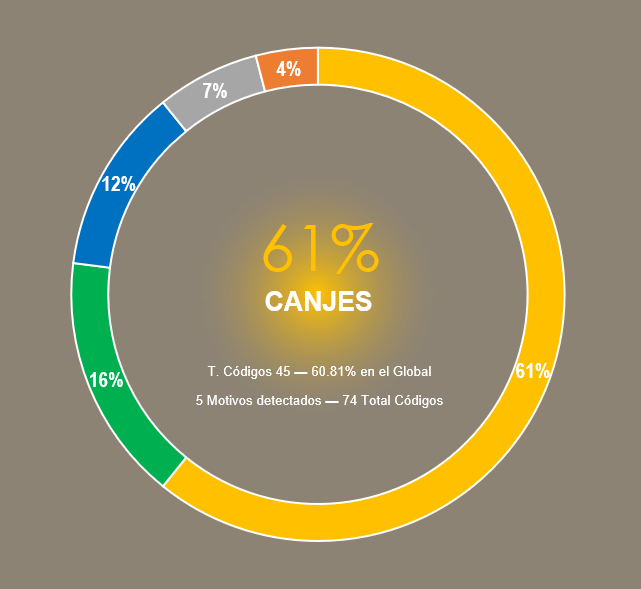 4%
7%
12%
61%
CANJES
T. Códigos 45 — 60.81% en el Global
61%
16%
5 Motivos detectados — 74 Total Códigos